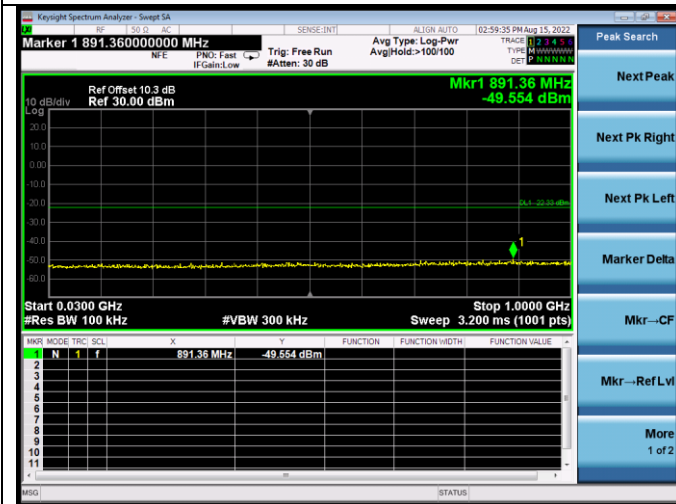 Keysight Spectrum Analyzer - Swept SA
RF 50 Ω AC SENSE:INT ALIGN AUTO 02:59:35 PM Aug 15, 2022
Marker 1 891.360000000 MHz
NFE PNO: Fast IFGain:Low
Trig: Free Run
#Atten: 30 dB
Avg Type: Log-Pwr
Avg|Hold:>100/100
TRACE 1 2 3 4 5 6
TYPE M W W W W W
DET P N N N N N
Peak Search
Mkr1 891.36 MHz
-49.554 dBm
Ref Offset 10.3 dB
10 dB/div Ref 30.00 dBm
Log
20.0
10.0
0.00
-10.0
-20.0
DL1 -22.33 dBm
-30.0
-40.0
1
-50.0
-60.0
Start 0.0300 GHz Stop 1.0000 GHz
#Res BW 100 kHz #VBW 300 kHz Sweep 3.200 ms (1001 pts)
MKR MODE TRC SCL X Y FUNCTION FUNCTION WIDTH FUNCTION VALUE
1 N 1 f 891.36 MHz -49.554 dBm
2
3
4
5
6
7
8
9
10
11
MSG STATUS
Next Peak
Next Pk Right
Next Pk Left
Marker Delta
Mkr→CF
Mkr→Ref Lvl
More
1 of 2